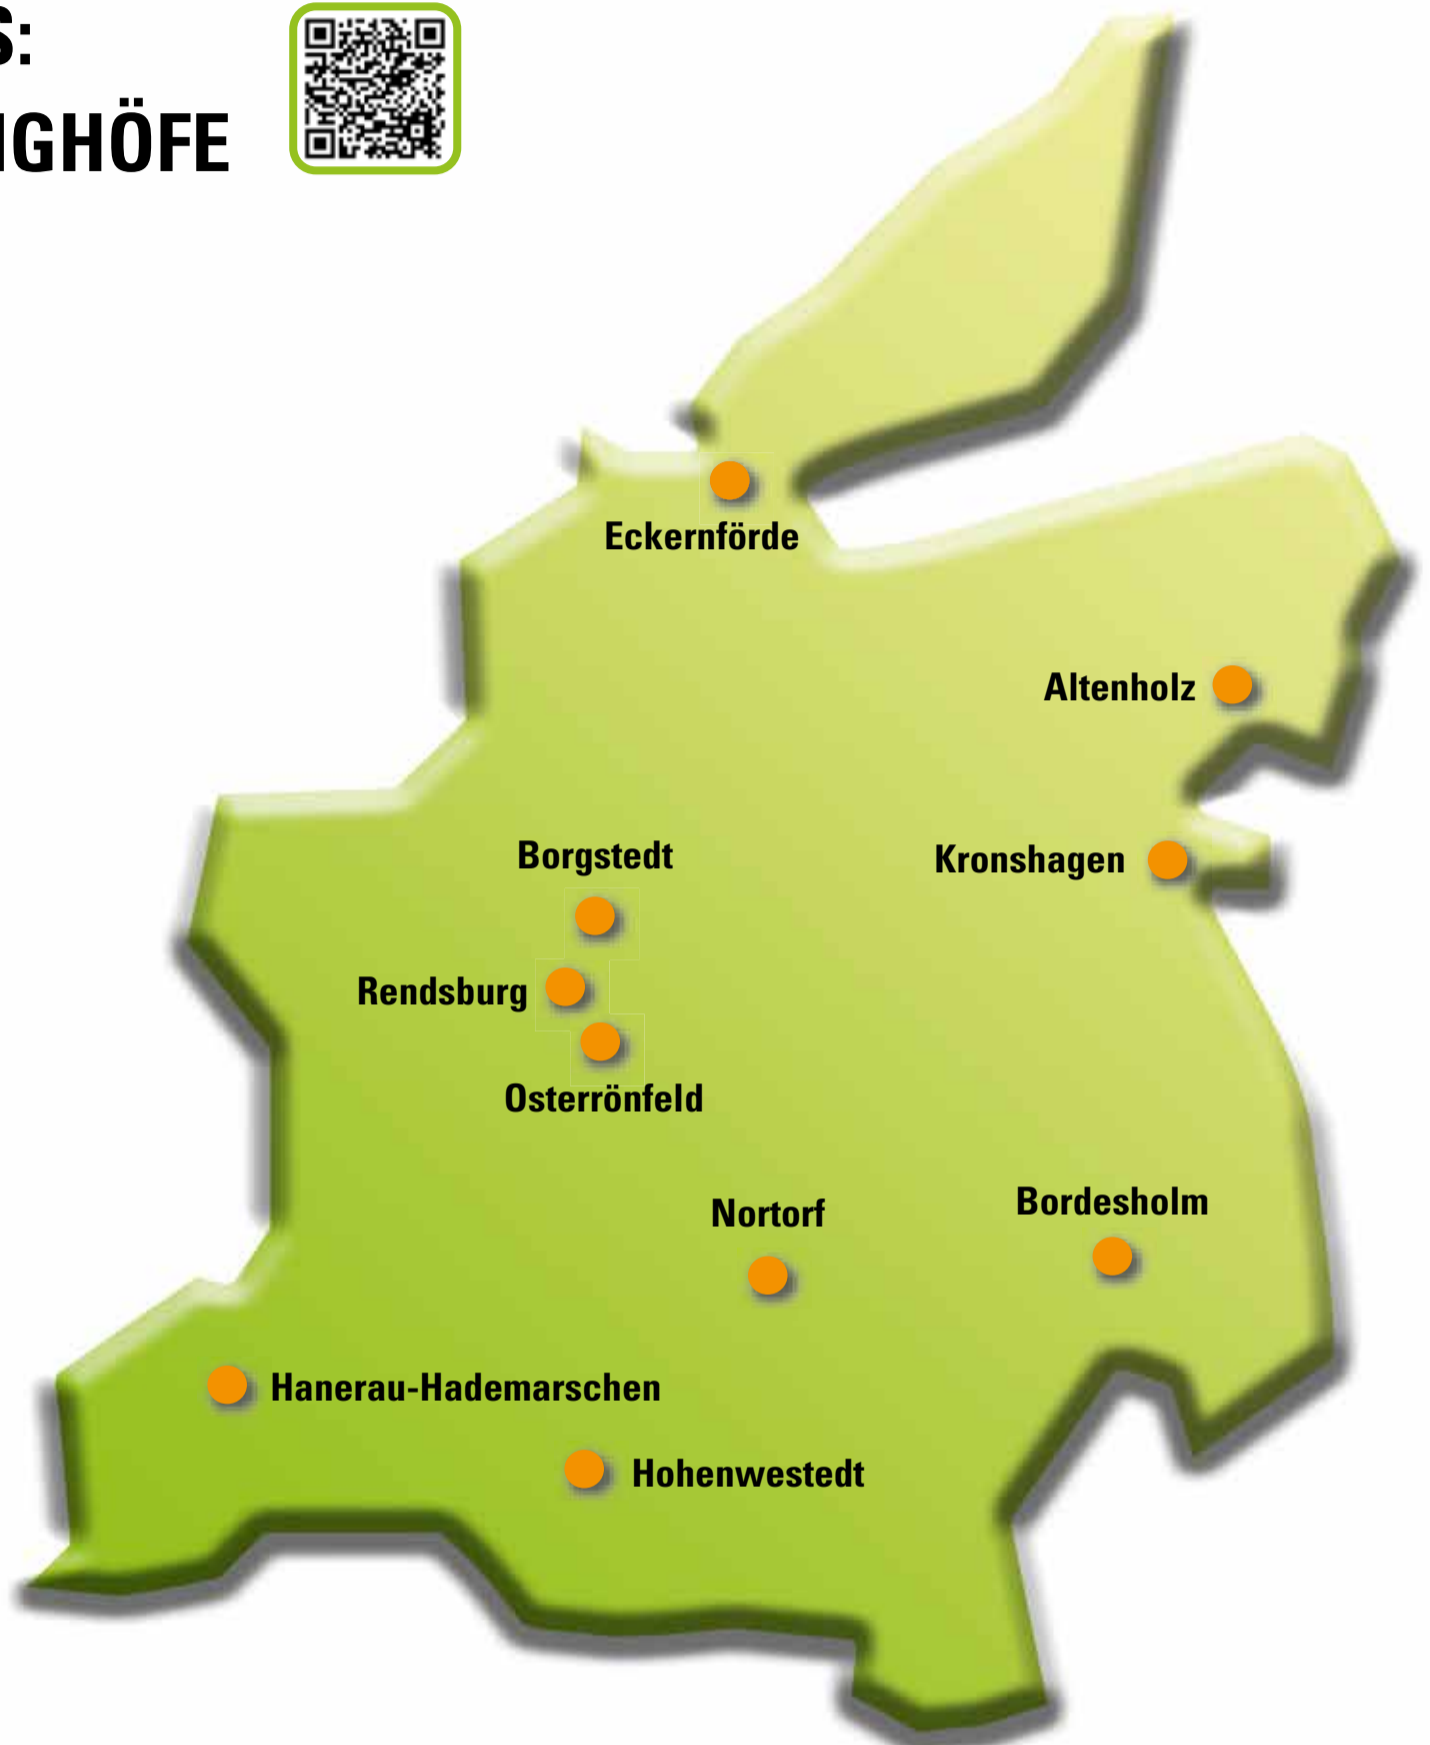 S:
IGHÖFE
Eckernförde
Altenholz
Borgstedt
Kronshagen
Rendsburg
Osterrönfeld
Nortorf
Bordesholm
Hanerau-Hademarschen
Hohenwestedt